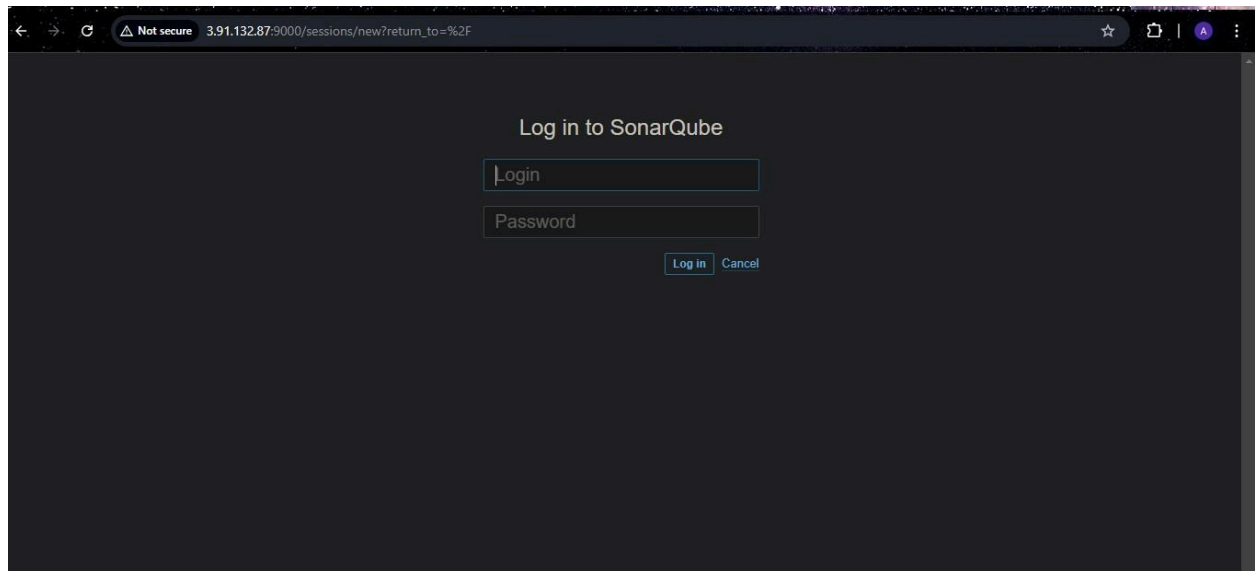 Not secure 3.91.132.87:9000/sessions/new?return_to=%2F A
Log in to SonarQube
Login
Password
Log in Cancel